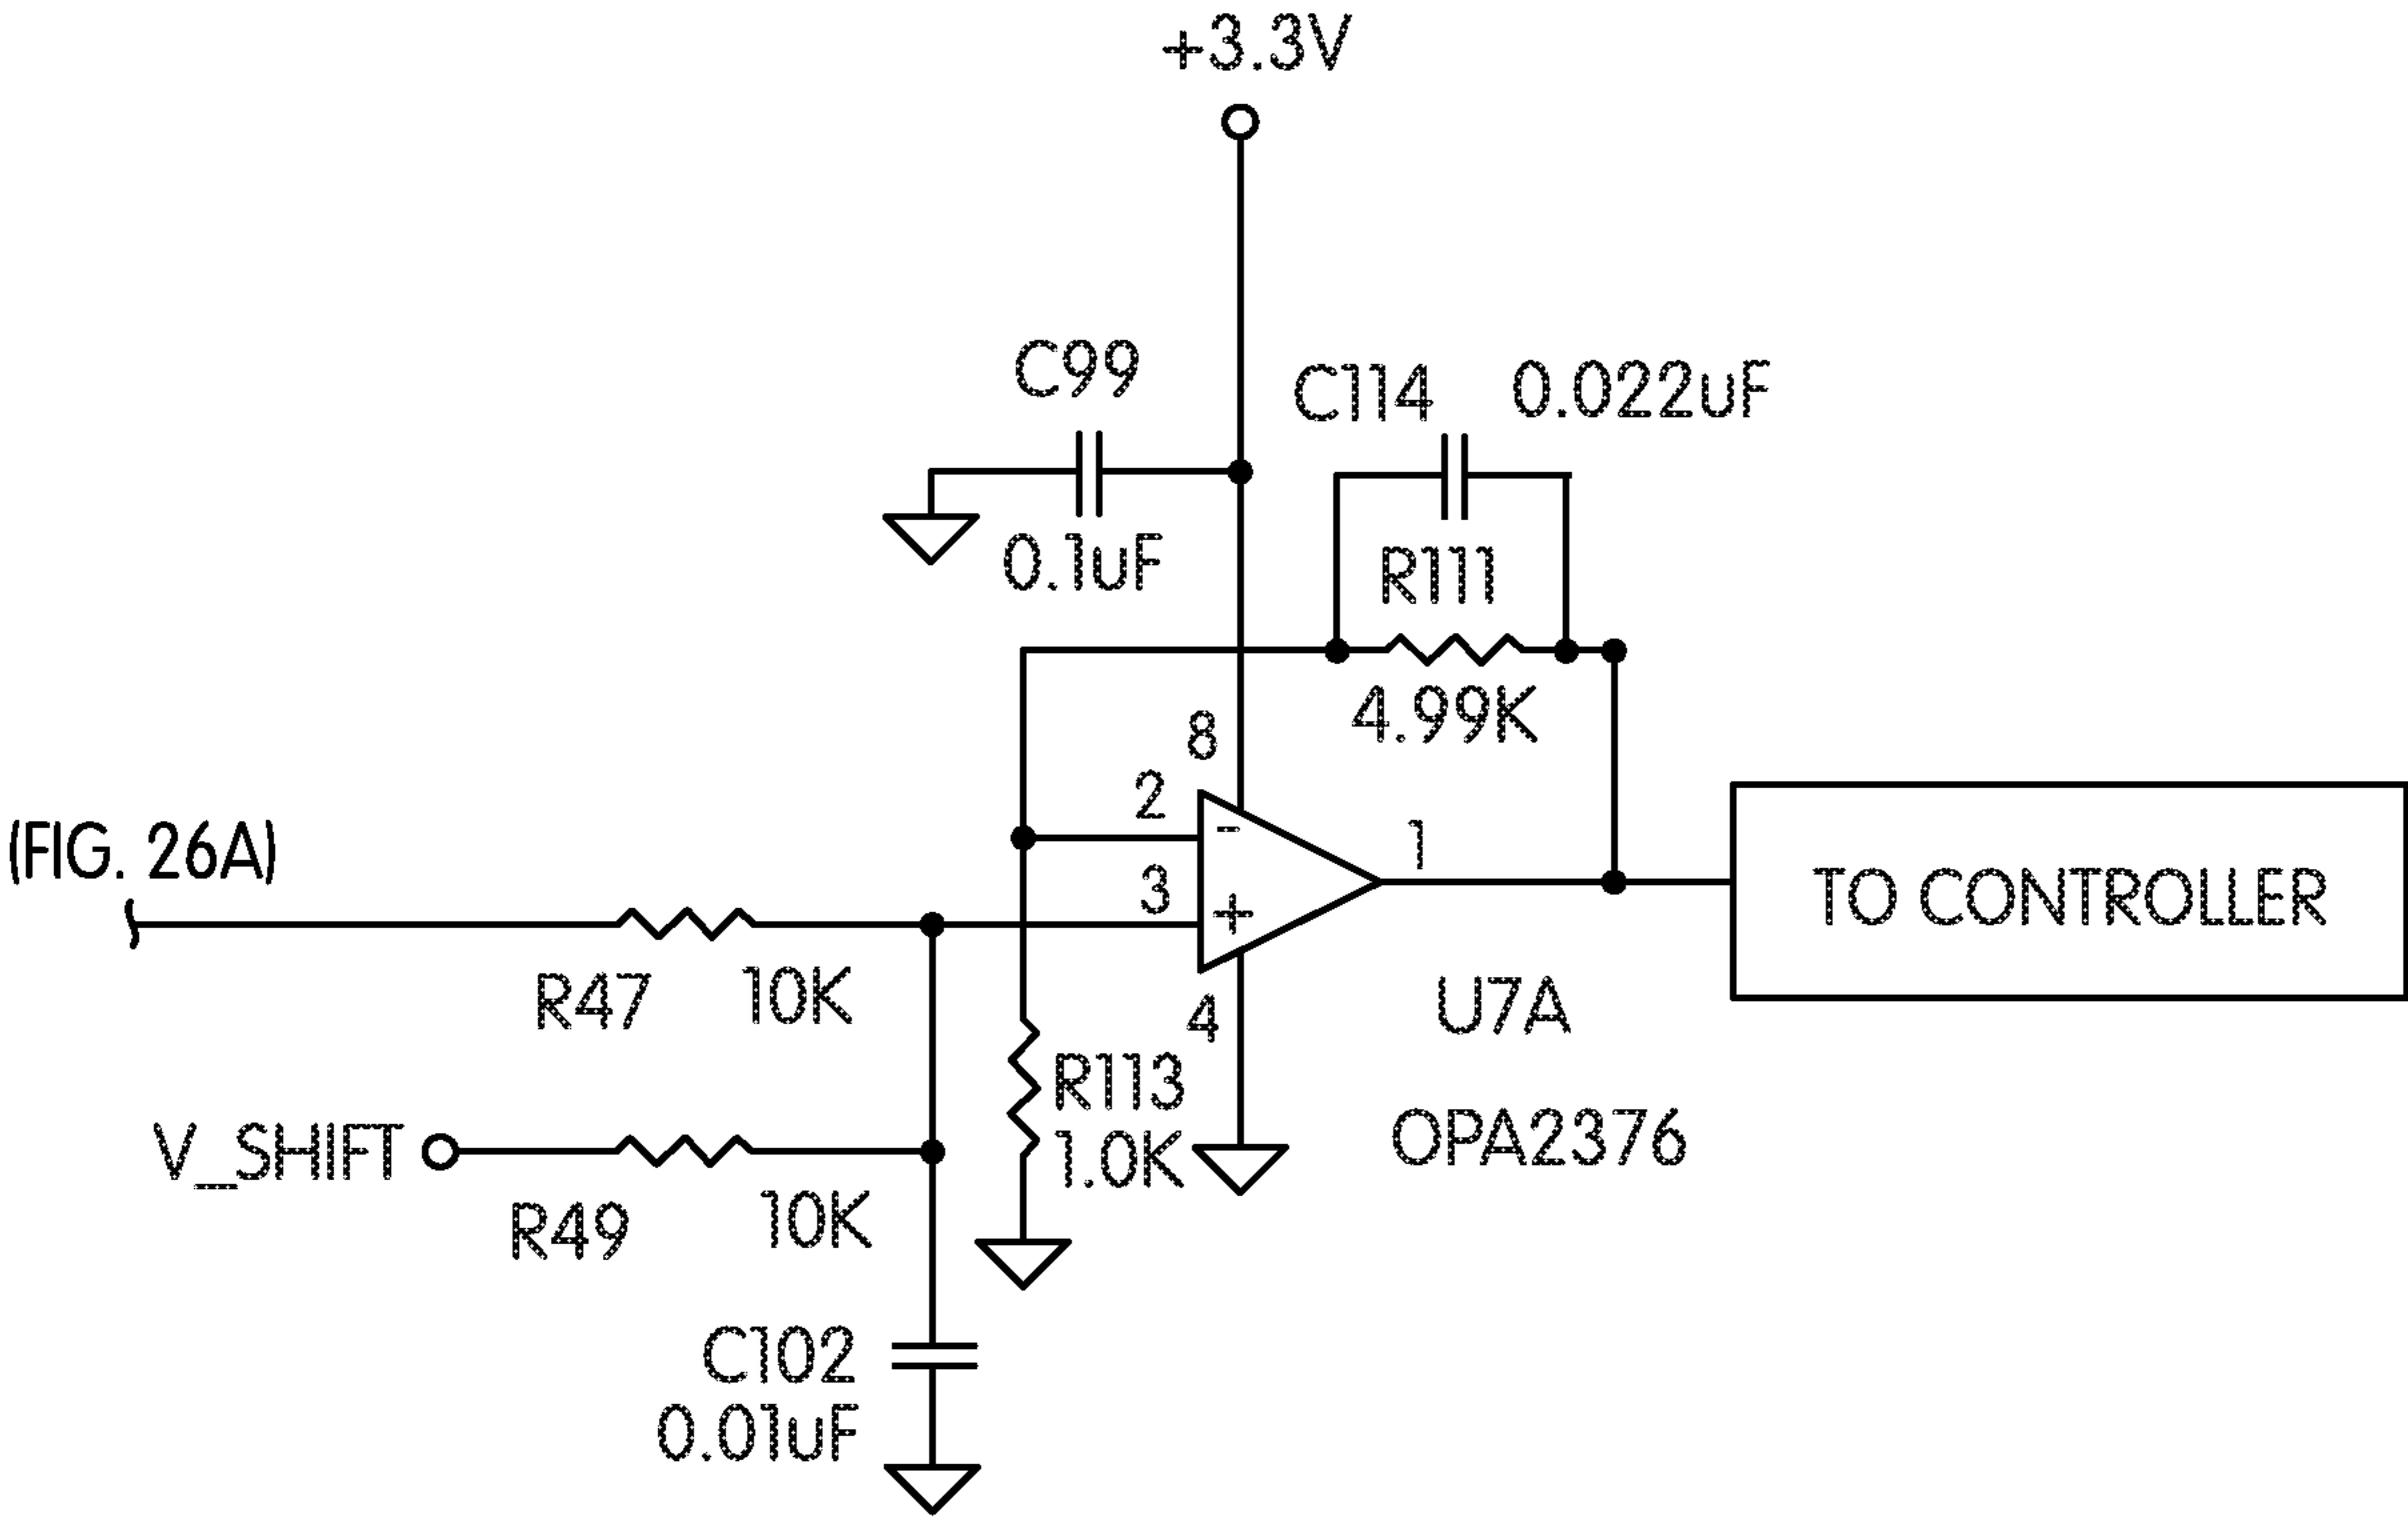 +3.3V
C99
0.1uF
C114
0.022uF
R111
4.99K
8
2
-
3
+
1
4
(FIG. 26A)
R47
10K
TO CONTROLLER
U7A
OPA2376
R113
1.0K
V_SHIFT
R49
10K
C102
0.01uF